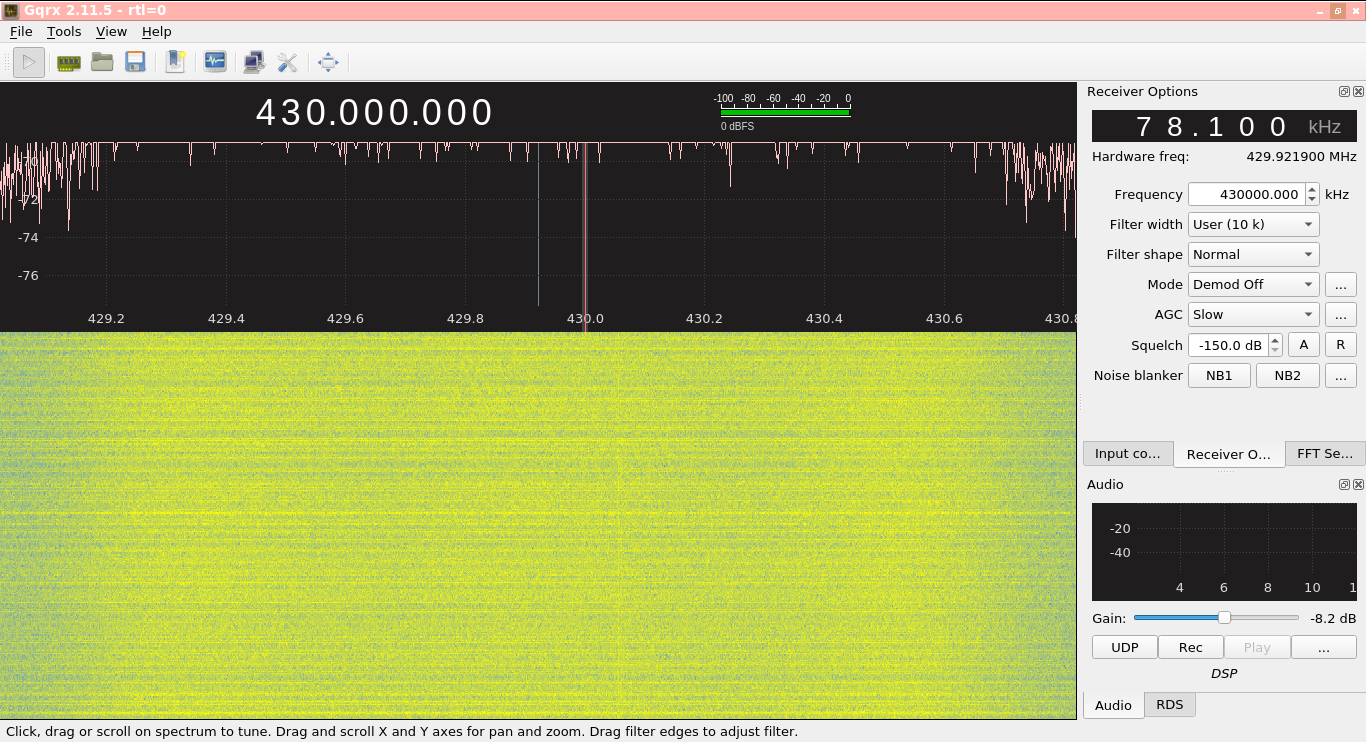 Gqrx 2.11.5 - rtl=0
File Tools View Help
430.000.000
-100 -80 -60 -40 -20 0
0 dBFS
-70
-72
-74
-76
429.2 429.4 429.6 429.8 430.0 430.2 430.4 430.6 430.8
Receiver Options
78.100 kHz
Hardware freq: 429.921900 MHz
Frequency 430000.000 kHz
Filter width User (10 k)
Filter shape Normal
Mode Demod Off ...
AGC Slow ...
Squelch -150.0 dB A R
Noise blanker NB1 NB2 ...
Input co... Receiver O... FFT Se...
Audio
-20
-40
4 6 8 10 1
Gain: -8.2 dB
UDP Rec Play ...
DSP
Audio RDS
Click, drag or scroll on spectrum to tune. Drag and scroll X and Y axes for pan and zoom. Drag filter edges to adjust filter.